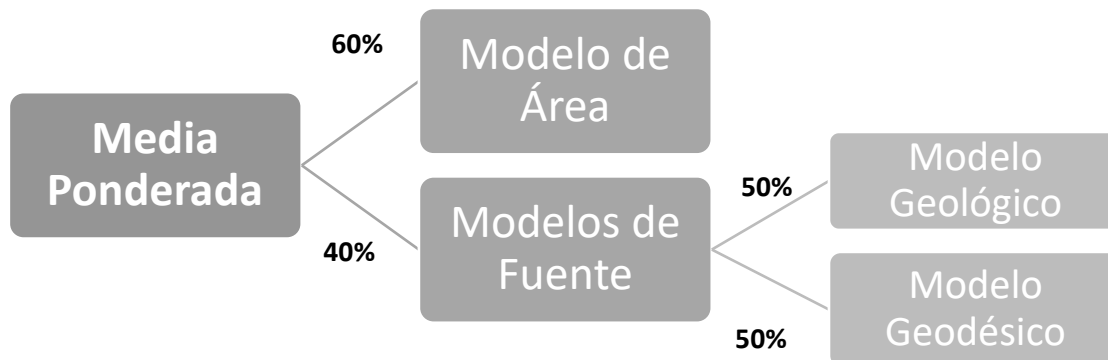 60%
Modelo de
Área
Media
Ponderada
40%
Modelos de
Fuente
50%
Modelo
Geológico
50%
Modelo
Geodésico